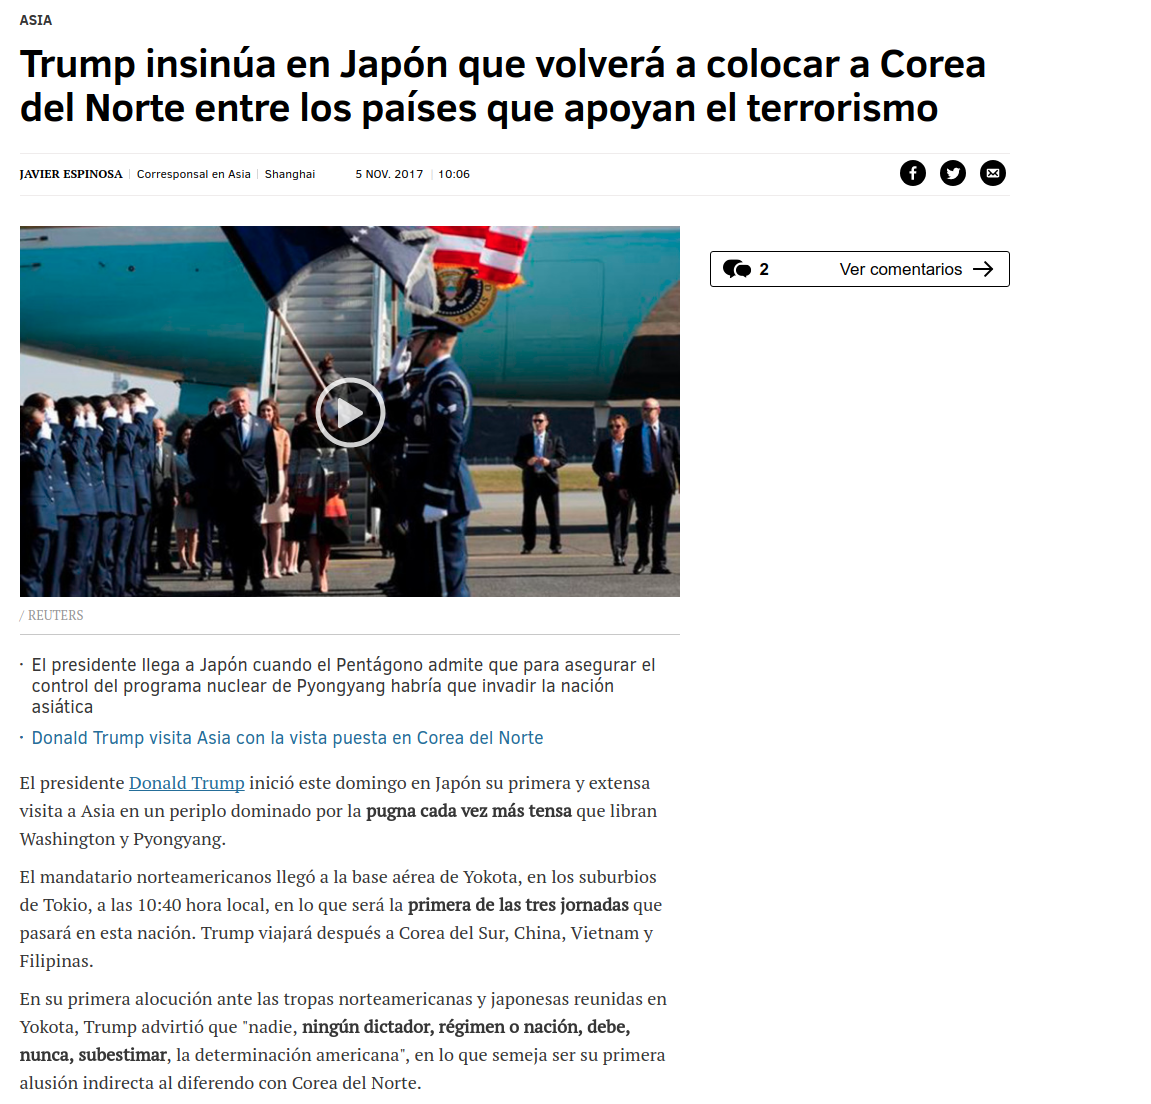 ASIA
Trump insinúa en Japón que volverá a colocar a Corea
del Norte entre los países que apoyan el terrorismo
JAVIER ESPINOSA Corresponsal en Asia Shanghai 5 NOV. 2017 10:06
2 Ver comentarios
/ REUTERS
· El presidente llega a Japón cuando el Pentágono admite que para asegurar el
control del programa nuclear de Pyongyang habría que invadir la nación
asiática
· Donald Trump visita Asia con la vista puesta en Corea del Norte
El presidente Donald Trump inició este domingo en Japón su primera y extensa
visita a Asia en un periplo dominado por la pugna cada vez más tensa que libran
Washington y Pyongyang.
El mandatario norteamericanos llegó a la base aérea de Yokota, en los suburbios
de Tokio, a las 10:40 hora local, en lo que será la primera de las tres jornadas que
pasará en esta nación. Trump viajará después a Corea del Sur, China, Vietnam y
Filipinas.
En su primera alocución ante las tropas norteamericanas y japonesas reunidas en
Yokota, Trump advirtió que "nadie, ningún dictador, régimen o nación, debe,
nunca, subestimar, la determinación americana", en lo que semeja ser su primera
alusión indirecta al diferendo con Corea del Norte.